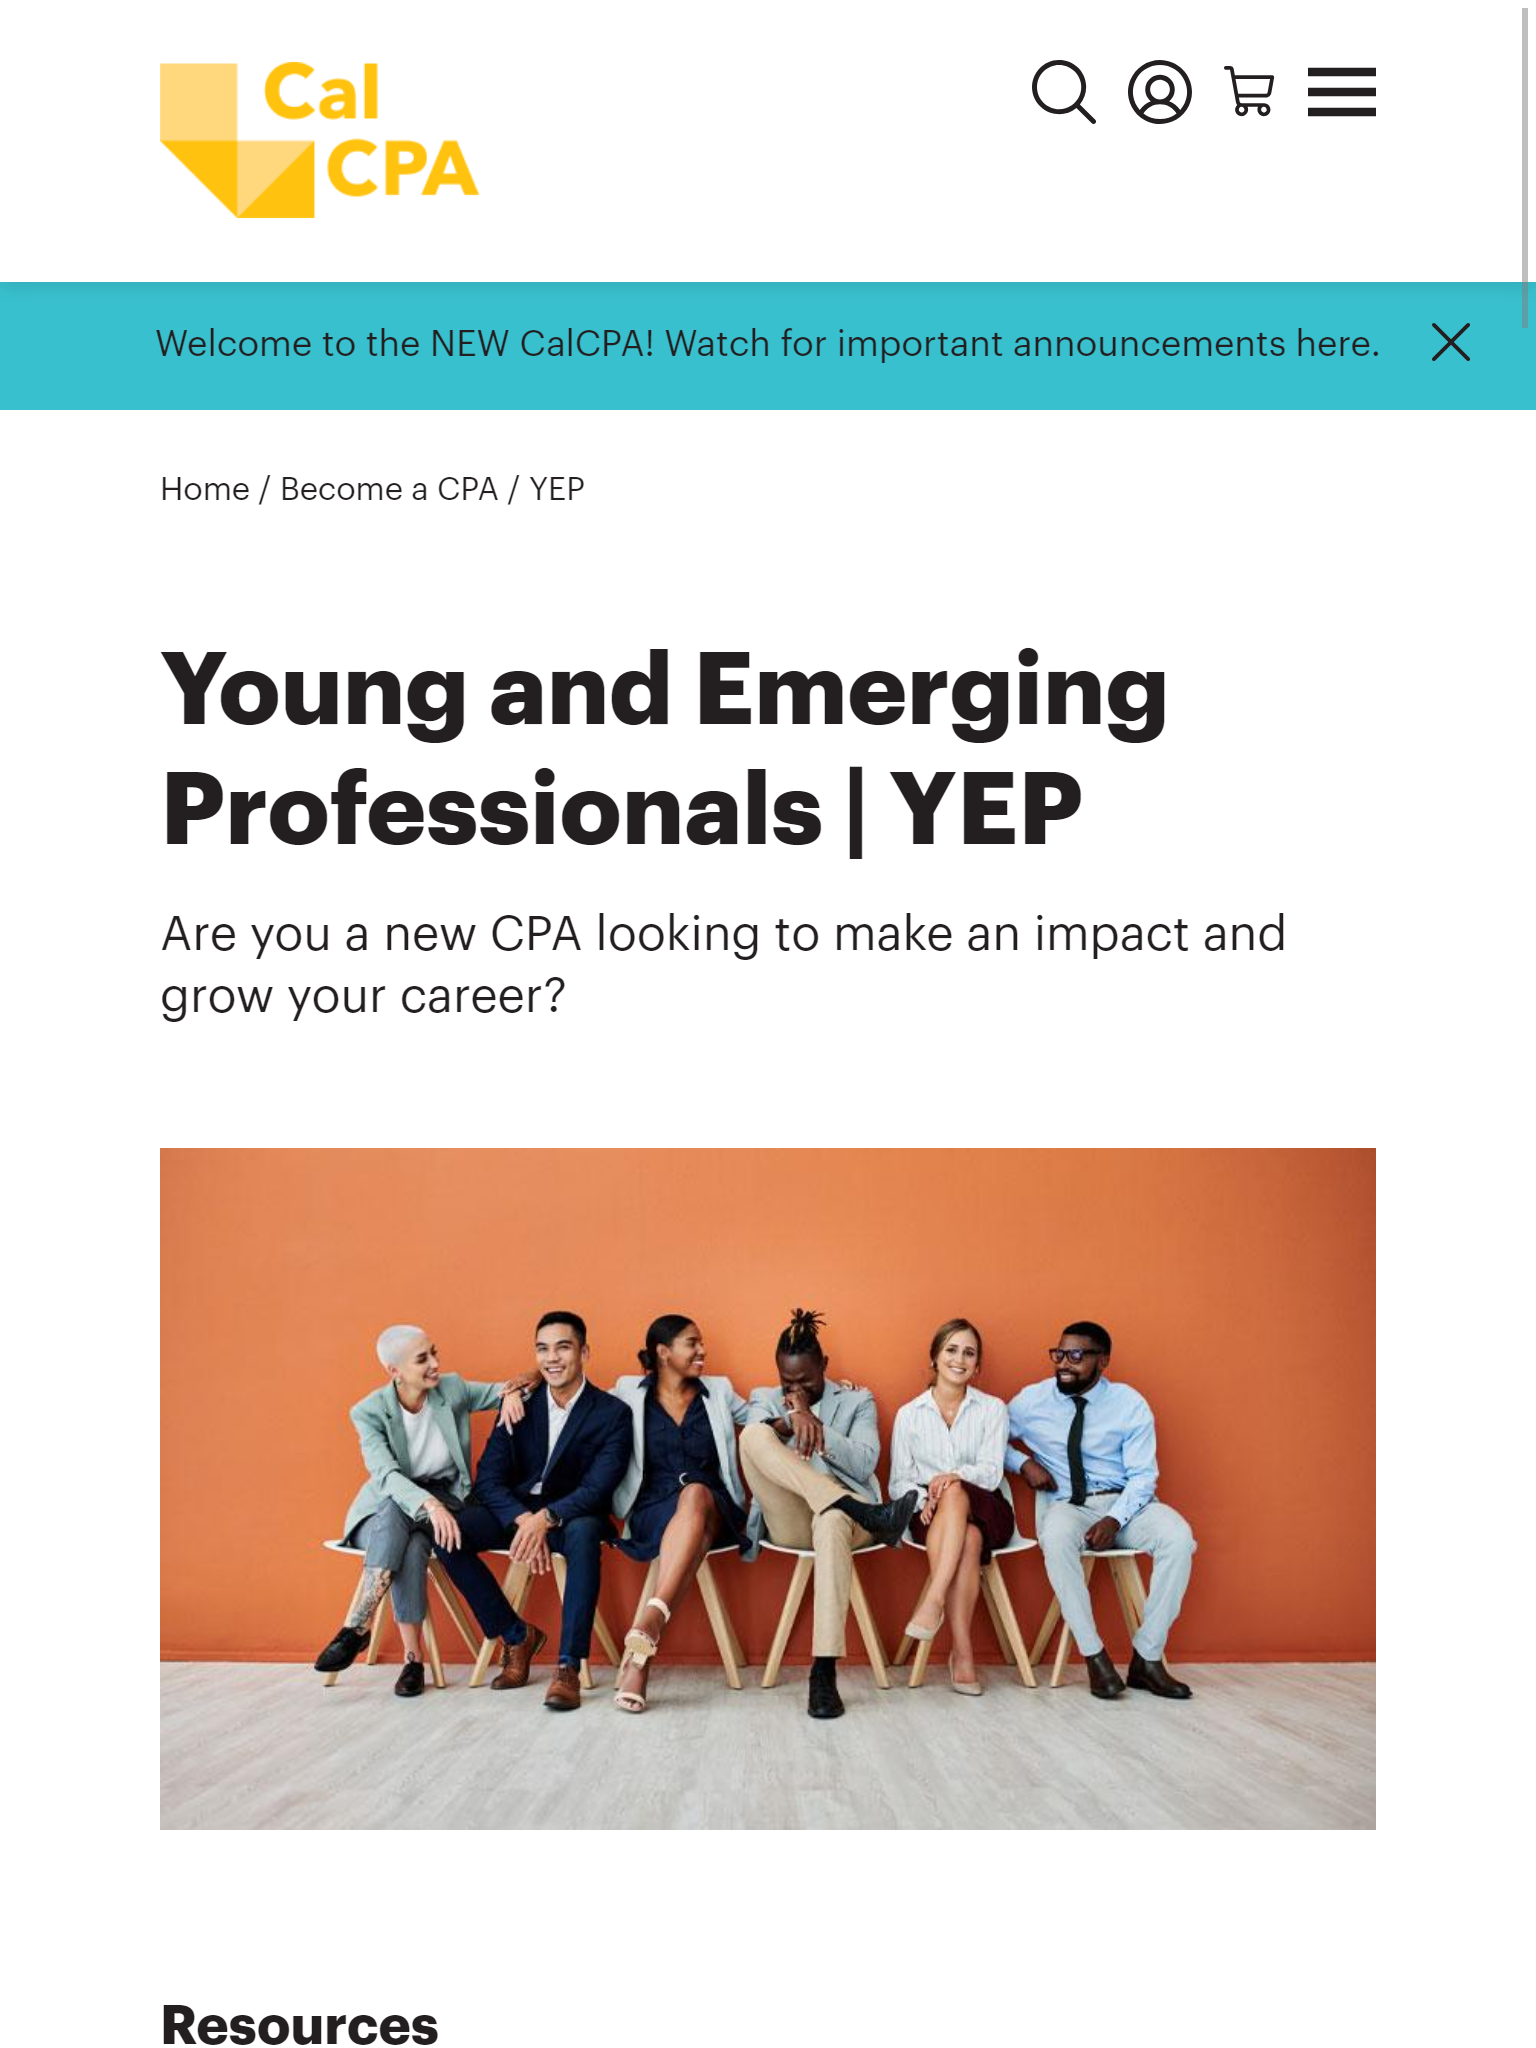 Cal
CPA
Welcome to the NEW CalCPA! Watch for important announcements here.
Home / Become a CPA / YEP
Young and Emerging
Professionals | YEP
Are you a new CPA looking to make an impact and
grow your career?
Resources